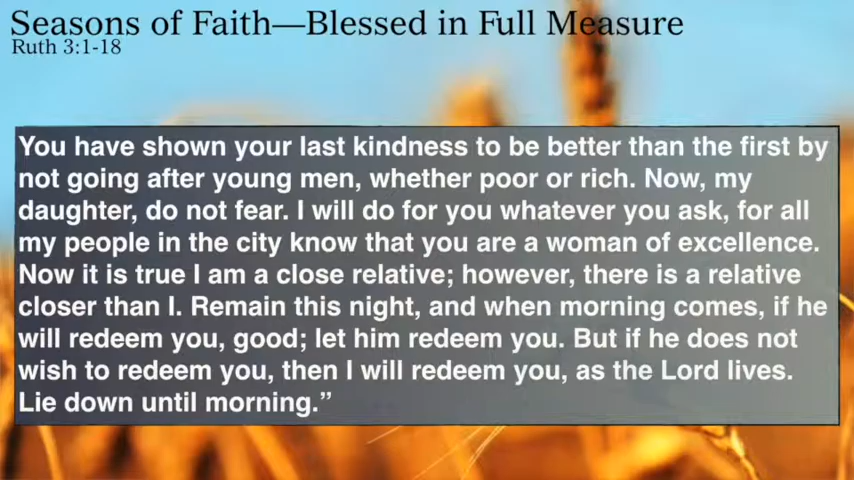 Seasons of Faith—Blessed in Full Measure
Ruth 3:1-18
You have shown your last kindness to be better than the first by
not going after young men, whether poor or rich. Now, my
daughter, do not fear. I will do for you whatever you ask, for all
my people in the city know that you are a woman of excellence.
Now it is true I am a close relative; however, there is a relative
closer than I. Remain this night, and when morning comes, if he
will redeem you, good; let him redeem you. But if he does not
wish to redeem you, then I will redeem you, as the Lord lives.
Lie down until morning.”